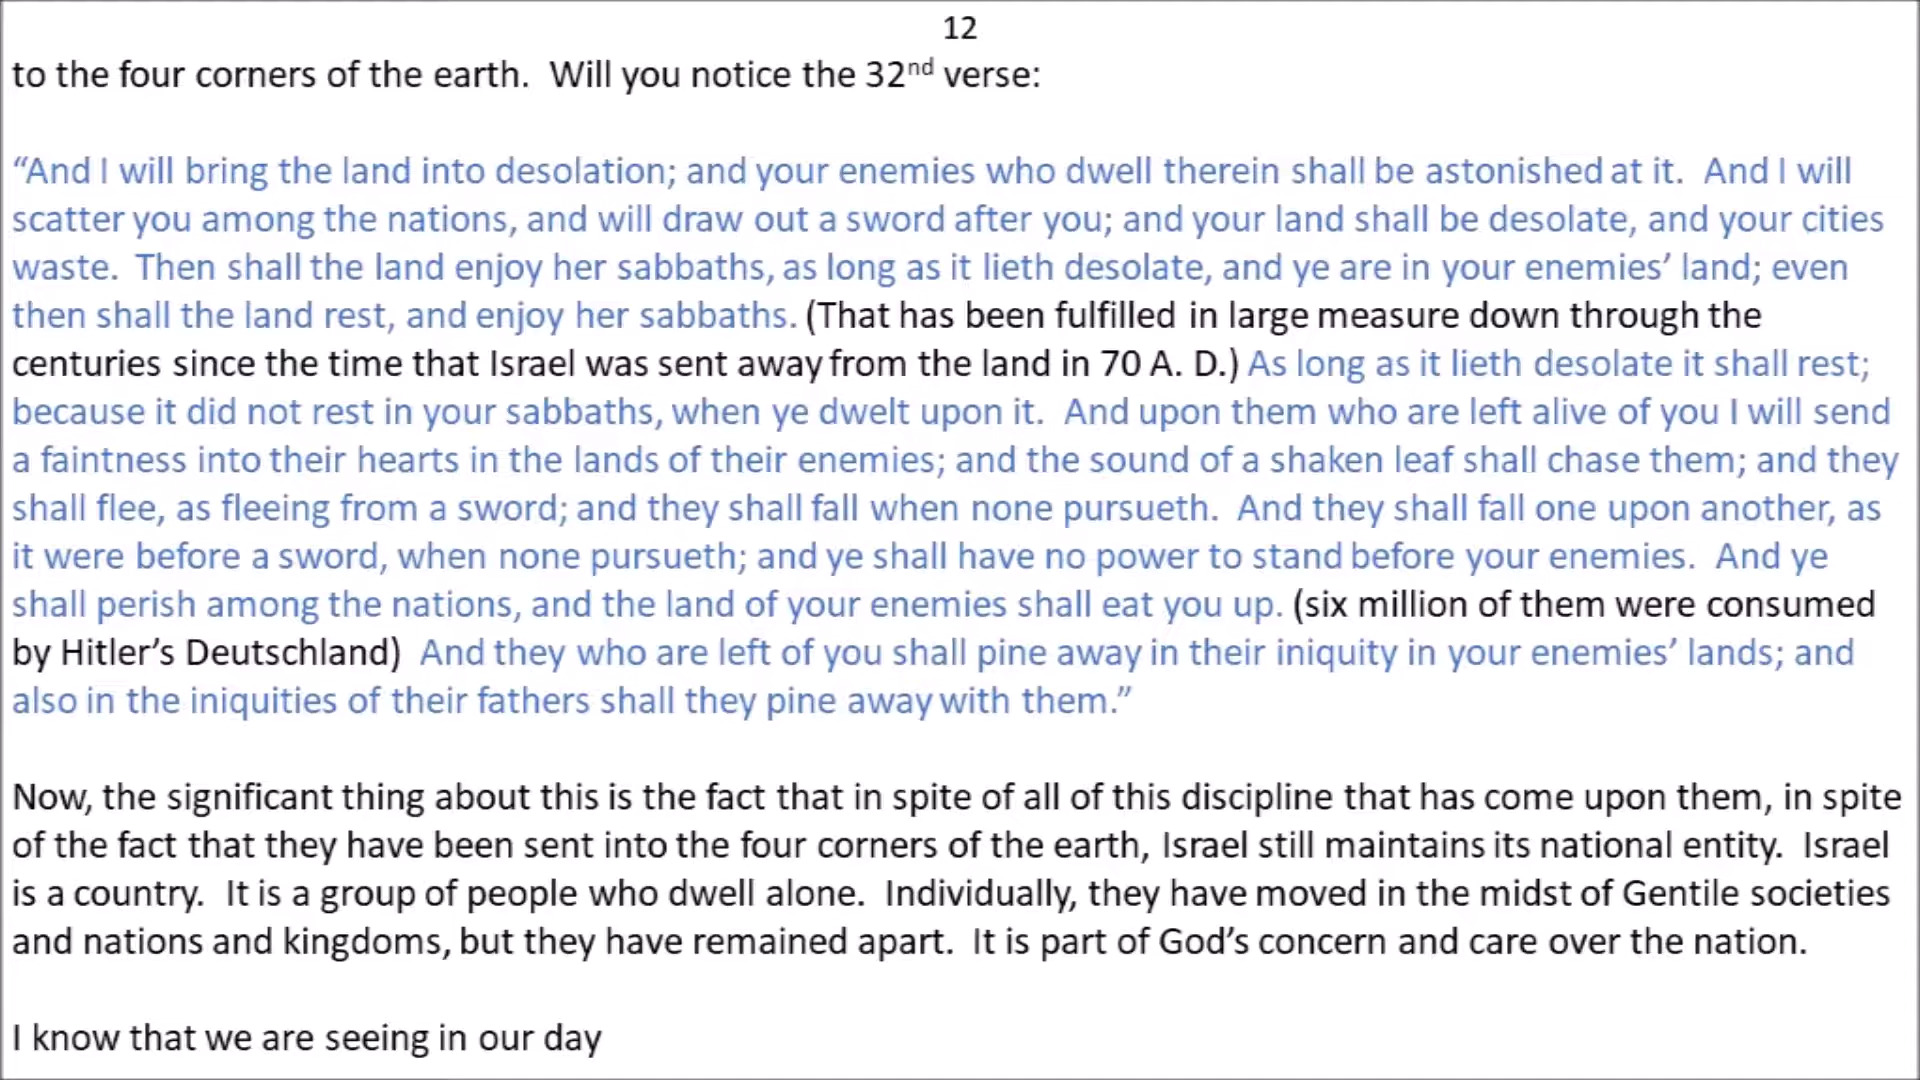 12
to the four corners of the earth.  Will you notice the 32nd verse:
“And I will bring the land into desolation; and your enemies who dwell therein shall be astonished at it.  And I will
scatter you among the nations, and will draw out a sword after you; and your land shall be desolate, and your cities
waste.  Then shall the land enjoy her sabbaths, as long as it lieth desolate, and ye are in your enemies’ land; even
then shall the land rest, and enjoy her sabbaths. (That has been fulfilled in large measure down through the
centuries since the time that Israel was sent away from the land in 70 A. D.) As long as it lieth desolate it shall rest;
because it did not rest in your sabbaths, when ye dwelt upon it.  And upon them who are left alive of you I will send
a faintness into their hearts in the lands of their enemies; and the sound of a shaken leaf shall chase them; and they
shall flee, as fleeing from a sword; and they shall fall when none pursueth.  And they shall fall one upon another, as
it were before a sword, when none pursueth; and ye shall have no power to stand before your enemies.  And ye
shall perish among the nations, and the land of your enemies shall eat you up. (six million of them were consumed
by Hitler’s Deutschland)  And they who are left of you shall pine away in their iniquity in your enemies’ lands; and
also in the iniquities of their fathers shall they pine away with them.”
Now, the significant thing about this is the fact that in spite of all of this discipline that has come upon them, in spite
of the fact that they have been sent into the four corners of the earth, Israel still maintains its national entity.  Israel
is a country.  It is a group of people who dwell alone.  Individually, they have moved in the midst of Gentile societies
and nations and kingdoms, but they have remained apart.  It is part of God’s concern and care over the nation.
I know that we are seeing in our day